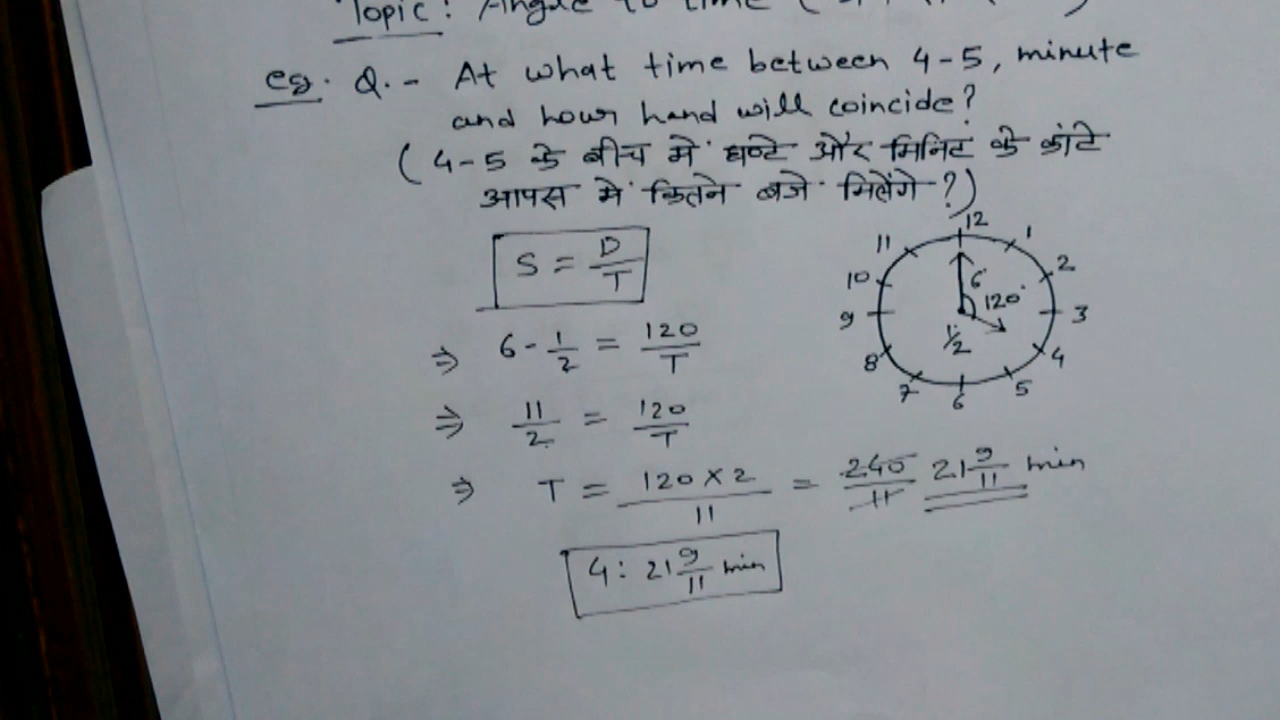 Topic: Angle to time (
eg. Q.- At what time between 4-5, minute
and hour hand will coincide?
(4-5 के बीच में घण्टे और मिनिट के कांटे
आपस में कितने बजे मिलेंगे?)
S = D/T
⇒ 6 - 1/2 = 120/T
⇒ 11/2 = 120/T
⇒ T = 120 × 2/11 = 240/11 21 9/11 min
4: 21 9/11 min
12
1
2
3
4
5
6
7
8
9
10
11
6
120°
1/2